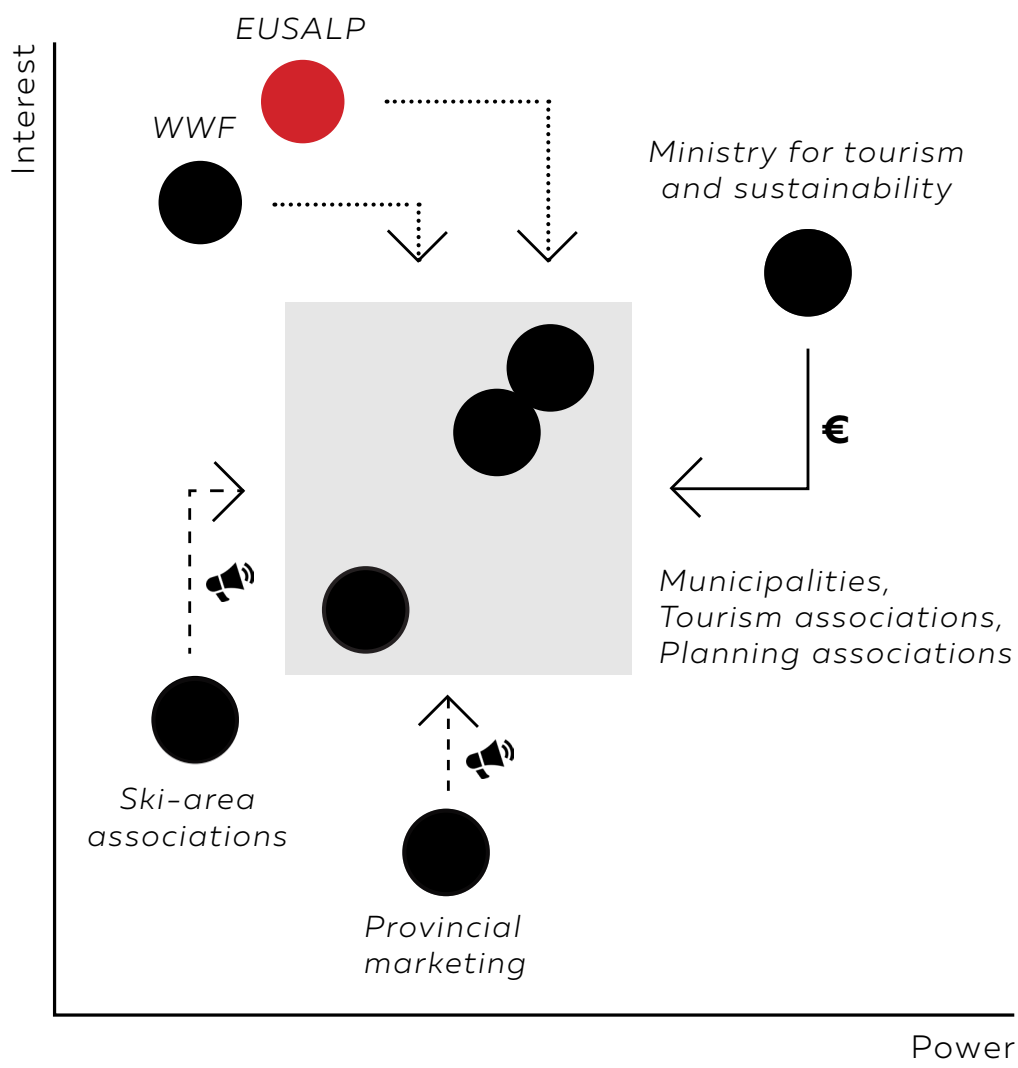 EUSALP
Interest
WWF
Ministry for tourism
and sustainability
€
Municipalities,
Tourism associations,
Planning associations
Ski-area
associations
Provincial
marketing
Power